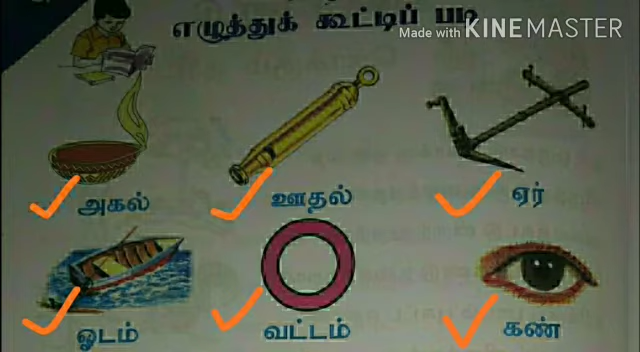 எழுத்துக் கூட்டிப் படி
Made with KINEMASTER
அகல் ஊதல் ஏர்
ஓடம் வட்டம் கண்